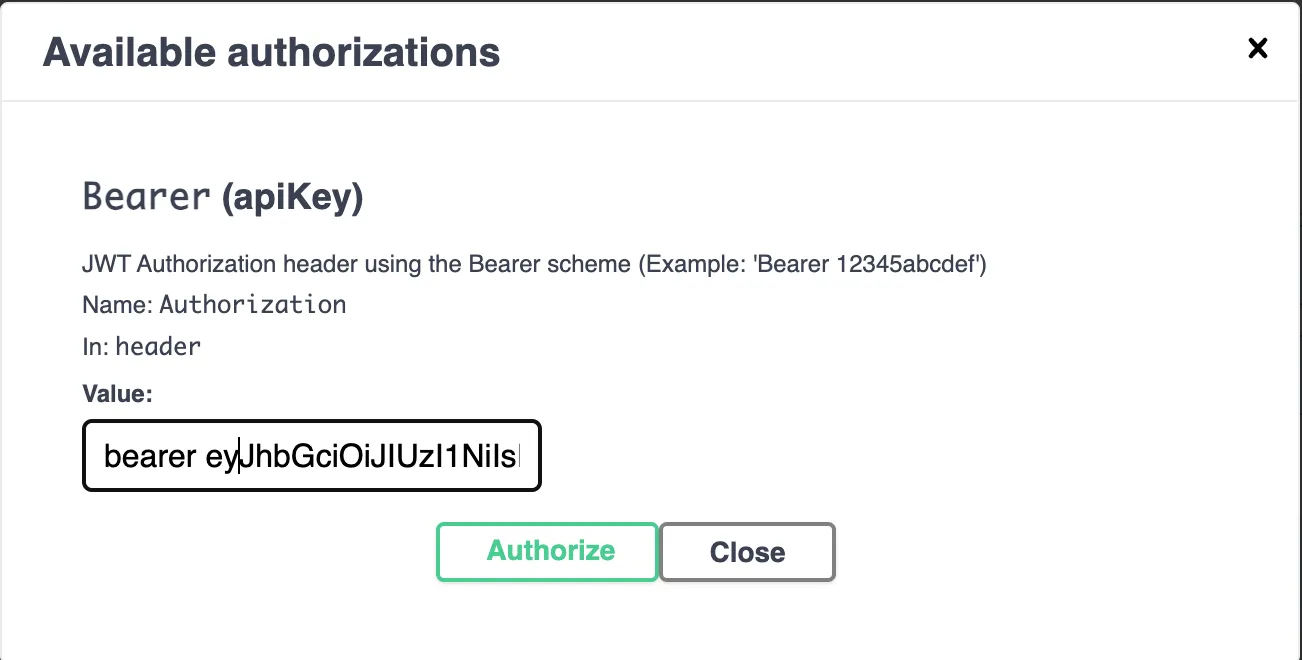 Available authorizations
Bearer (apiKey)
JWT Authorization header using the Bearer scheme (Example: 'Bearer 12345abcdef')
Name: Authorization
In: header
Value:
bearer eyJhbGciOiJIUzI1NiIs
Authorize
Close